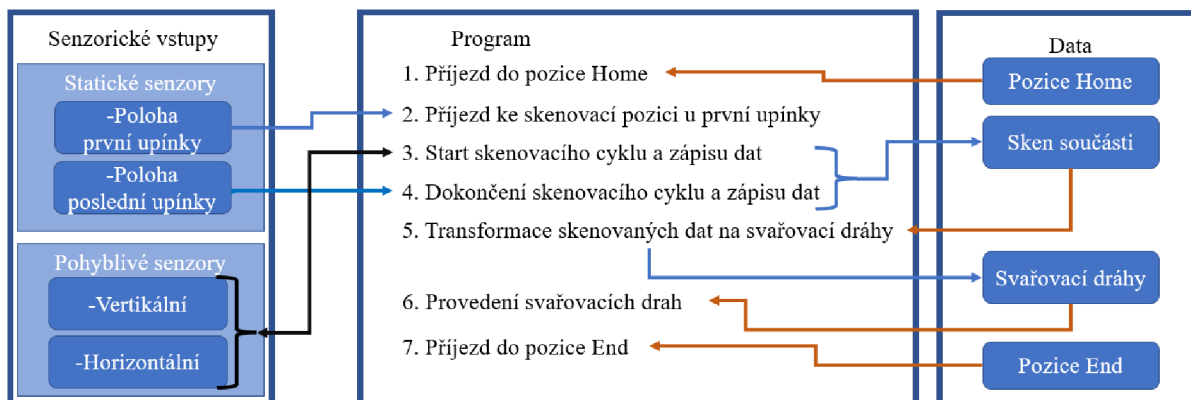 Senzorické vstupy
Statické senzory
-Poloha
první upínky
-Poloha
poslední upínky
Pohyblivé senzory
-Vertikální
-Horizontální
Program
1. Příjezd do pozice Home
2. Příjezd ke skenovací pozici u první upínky
3. Start skenovacího cyklu a zápisu dat
4. Dokončení skenovacího cyklu a zápisu dat
5. Transformace skenovaných dat na svařovací dráhy
6. Provedení svařovacích drah
7. Příjezd do pozice End
Data
Pozice Home
Sken součásti
Svařovací dráhy
Pozice End